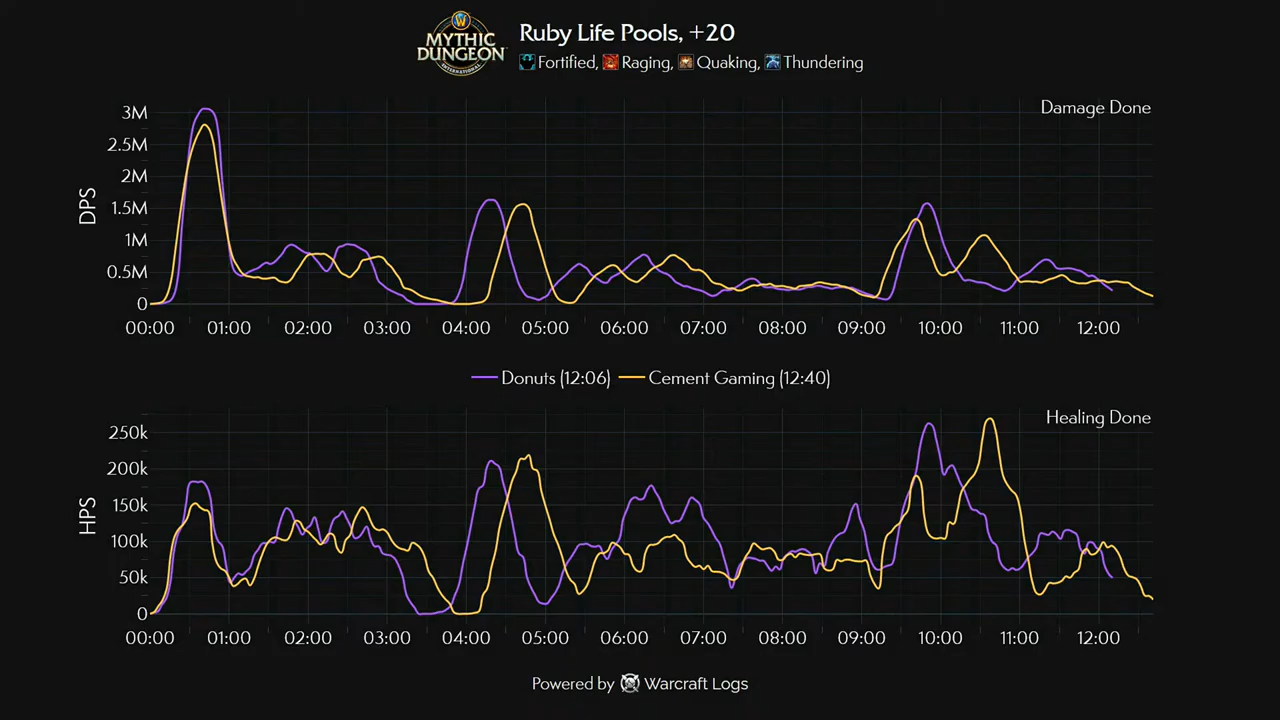 W
MYTHIC
DUNGEON
INTERNATIONAL
Ruby Life Pools, +20
Fortified, Raging, Quaking, Thundering
Damage Done
DPS
3M
2.5M
2M
1.5M
1M
0.5M
0
00:00 01:00 02:00 03:00 04:00 05:00 06:00 07:00 08:00 09:00 10:00 11:00 12:00
Donuts (12:06) Cement Gaming (12:40)
Healing Done
HPS
250k
200k
150k
100k
50k
0
00:00 01:00 02:00 03:00 04:00 05:00 06:00 07:00 08:00 09:00 10:00 11:00 12:00
Powered by Warcraft Logs